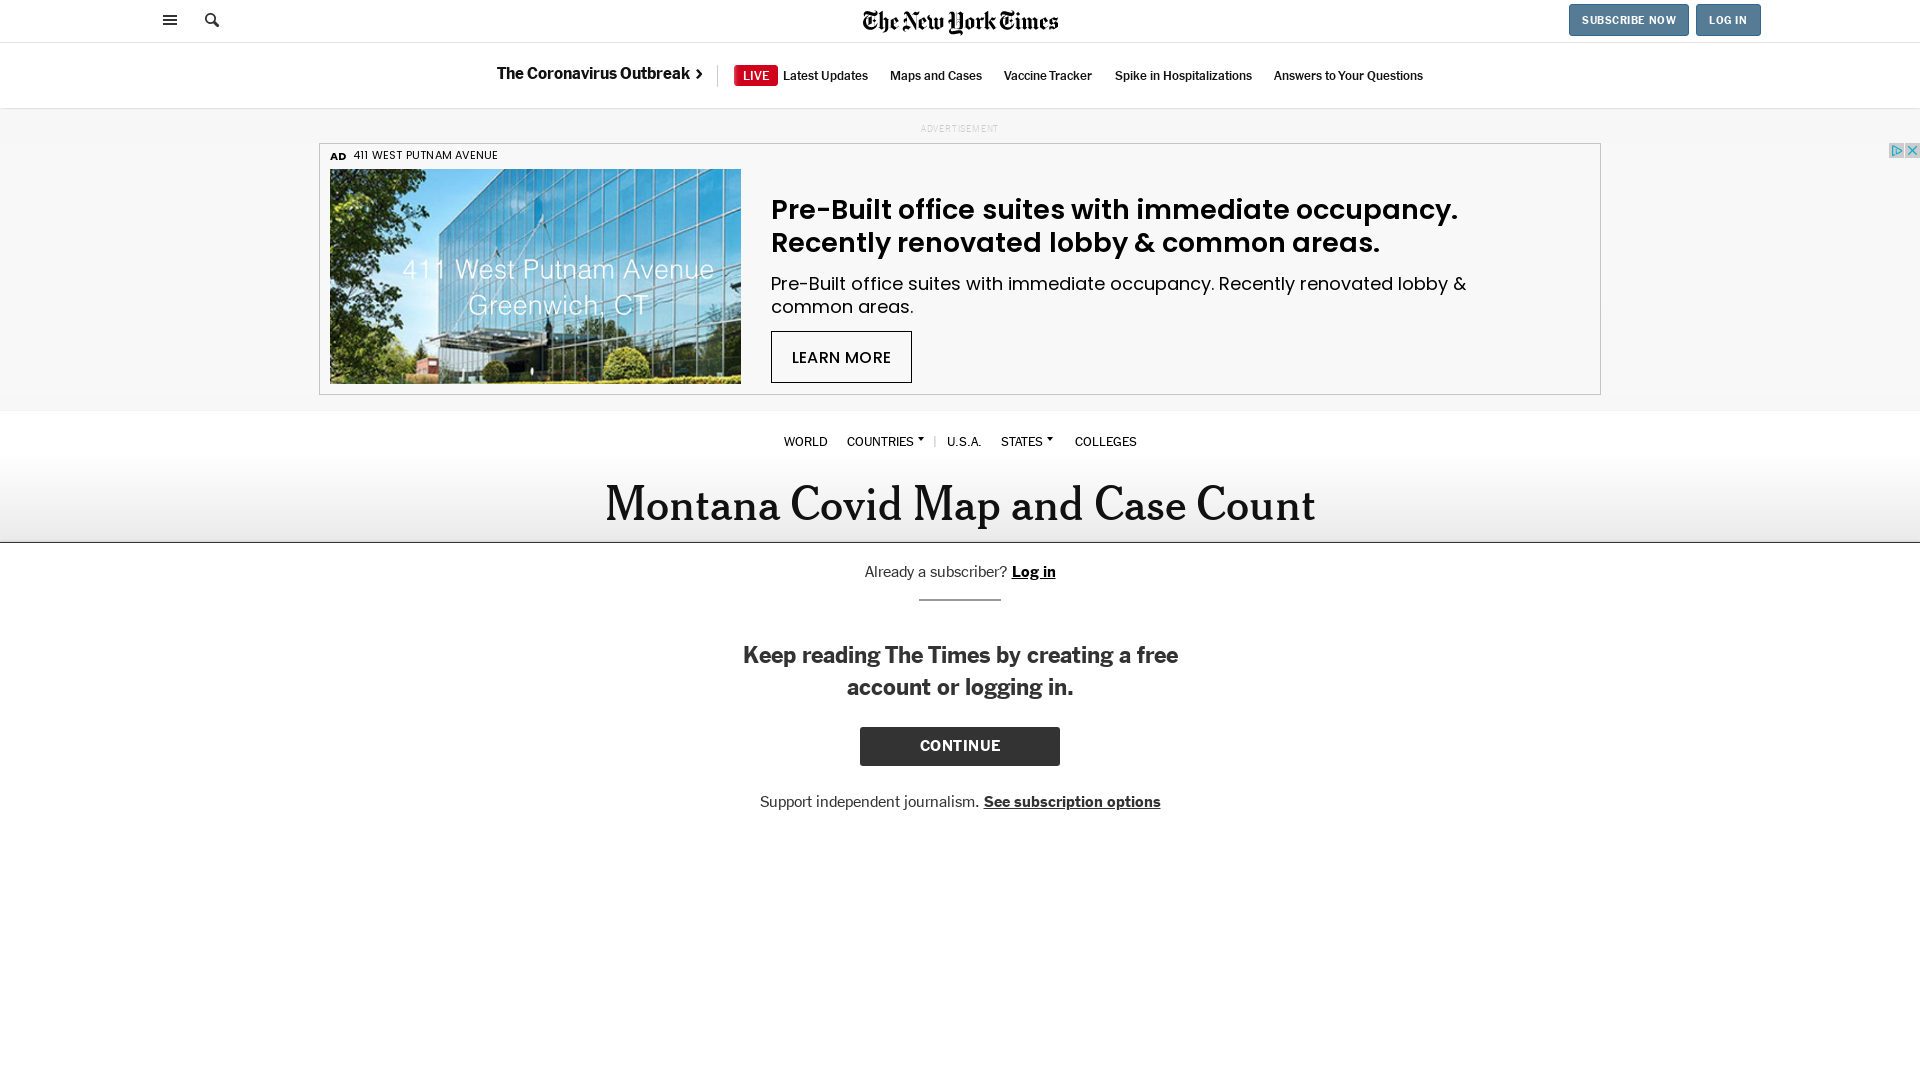 The New York Times
SUBSCRIBE NOW
LOG IN
The Coronavirus Outbreak
LIVE
Latest Updates
Maps and Cases
Vaccine Tracker
Spike in Hospitalizations
Answers to Your Questions
ADVERTISEMENT
AD 411 WEST PUTNAM AVENUE
411 West Putnam Avenue
Greenwich, CT
Pre-Built office suites with immediate occupancy.
Recently renovated lobby & common areas.
Pre-Built office suites with immediate occupancy. Recently renovated lobby &
common areas.
LEARN MORE
WORLD COUNTRIES | U.S.A. STATES COLLEGES
Montana Covid Map and Case Count
Already a subscriber? Log in
Keep reading The Times by creating a free
account or logging in.
CONTINUE
Support independent journalism. See subscription options